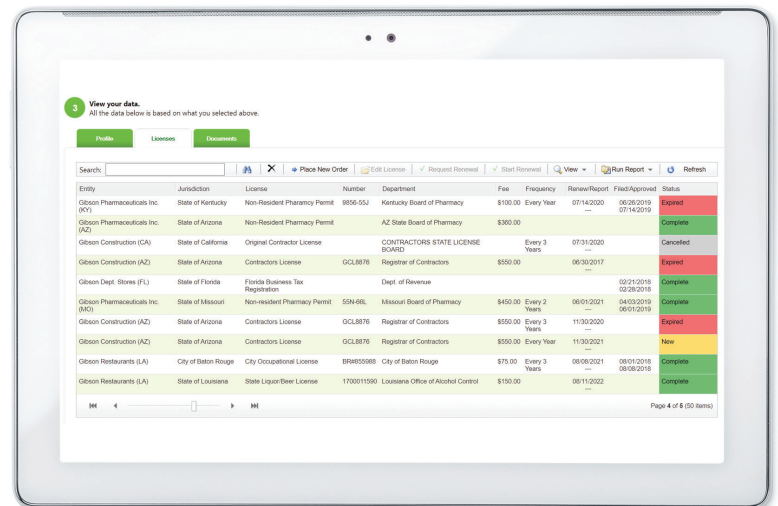 3
View your data.
All the data below is based on what you selected above.
Profile Licenses Documents
Search: Place New Order Edit License Request Renewal Start Renewal View Run Report Refresh
Entity Jurisdiction License Number Department Fee Frequency Renew/Report Filed/Approved Status
Gibson Pharmaceuticals Inc. State of Kentucky Non-Resident Pharamcy Permit 9856-55J Kentucky Board of Pharmacy $100.00 Every Year 07/14/2020 06/26/2019 Expired
(KY) --- 07/14/2019
Gibson Pharmaceuticals Inc. State of Arizona Non-Resident Pharmacy Permit AZ State Board of Pharmacy $360.00 Complete
(AZ)
Gibson Construction (CA) State of California Original Contractor License CONTRACTORS STATE LICENSE Every 3 07/31/2020 Cancelled
BOARD Years ---
Gibson Construction (AZ) State of Arizona Contractors License GCL8876 Registrar of Contractors $550.00 06/30/2017 Expired
---
Gibson Dept. Stores (FL) State of Florida Florida Business Tax Dept. of Revenue 02/21/2018 Complete
Registration 02/28/2018
Gibson Pharmaceuticals Inc. State of Missouri Non-resident Pharmacy Permit 55N-66L Missouri Board of Pharmacy $450.00 Every 2 06/01/2021 04/03/2019 Complete
(MO) Years --- 06/01/2019
Gibson Construction (AZ) State of Arizona Contractors License GCL8876 Registrar of Contractors $550.00 Every 3 11/30/2020 Expired
Years ---
Gibson Construction (AZ) State of Arizona Contractors License GCL8876 Registrar of Contractors $550.00 Every Year 11/30/2021 New
---
Gibson Restaurants (LA) City of Baton Rouge City Occupational License BR#655988 City of Baton Rouge $75.00 Every 3 08/08/2021 08/01/2018 Complete
Years --- 08/08/2018
Gibson Restaurants (LA) State of Louisiana State Liquor/Beer License 1700011590 Louisiana Office of Alcohol Control $150.00 08/11/2022 Complete
---
Page 4 of 5 (50 items)